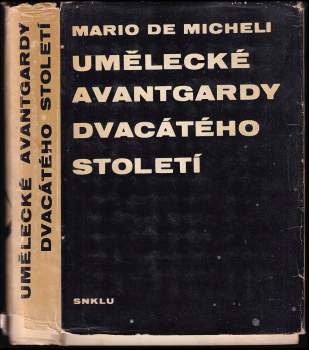 UMĚLECKÉ AVANTGARDY
DVACÁTÉHO STOLETÍ
MARIO DE MICHELI
UMĚLECKÉ
AVANTGARDY
DVACÁTÉHO
STOLETÍ
SNKLU